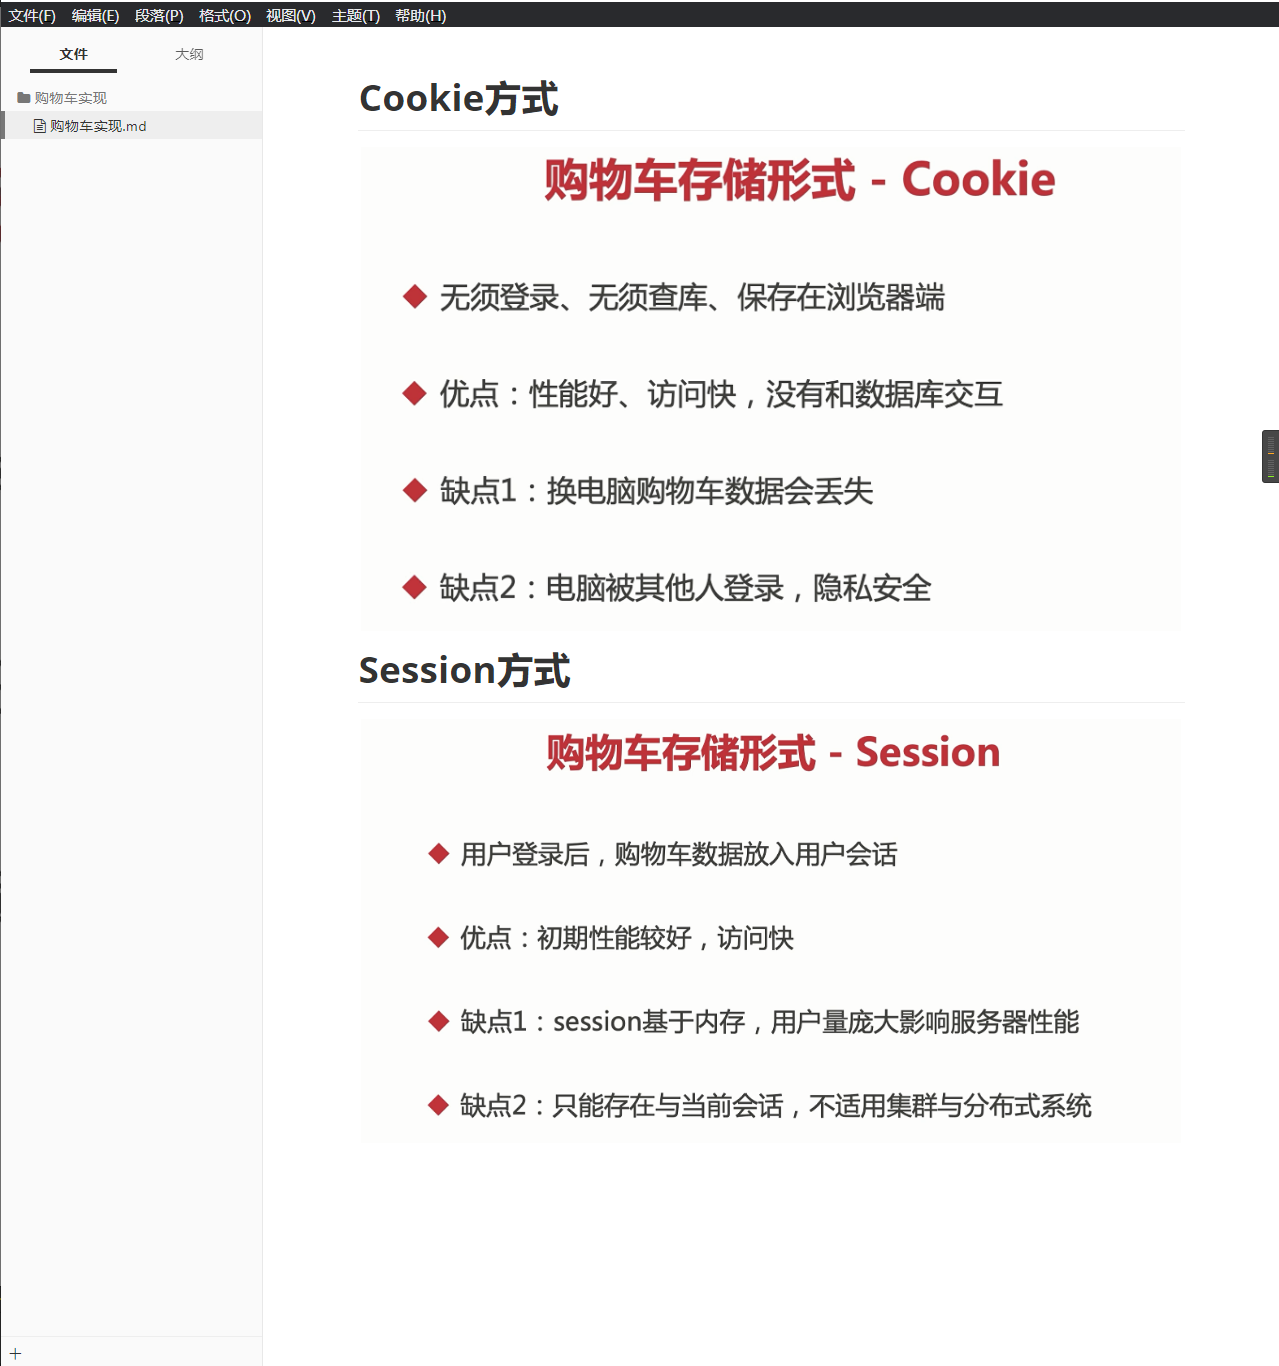 文件(F) 编辑(E) 段落(P) 格式(O) 视图(V) 主题(T) 帮助(H)
文件 大纲
购物车实现
购物车实现.md
Cookie方式
购物车存储形式 - Cookie
无须登录、无须查库、保存在浏览器端
优点：性能好、访问快，没有和数据库交互
缺点1：换电脑购物车数据会丢失
缺点2：电脑被其他人登录，隐私安全
Session方式
购物车存储形式 - Session
用户登录后，购物车数据放入用户会话
优点：初期性能较好，访问快
缺点1：session基于内存，用户量庞大影响服务器性能
缺点2：只能存在与当前会话，不适用集群与分布式系统